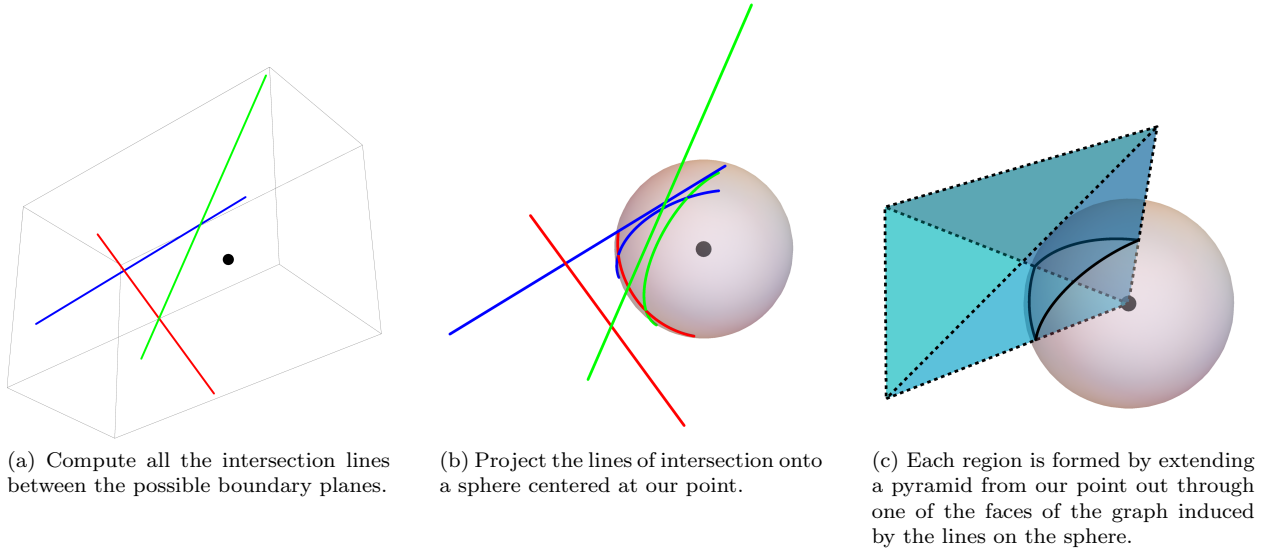 (a) Compute all the intersection lines
between the possible boundary planes.
(b) Project the lines of intersection onto
a sphere centered at our point.
(c) Each region is formed by extending
a pyramid from our point out through
one of the faces of the graph induced
by the lines on the sphere.